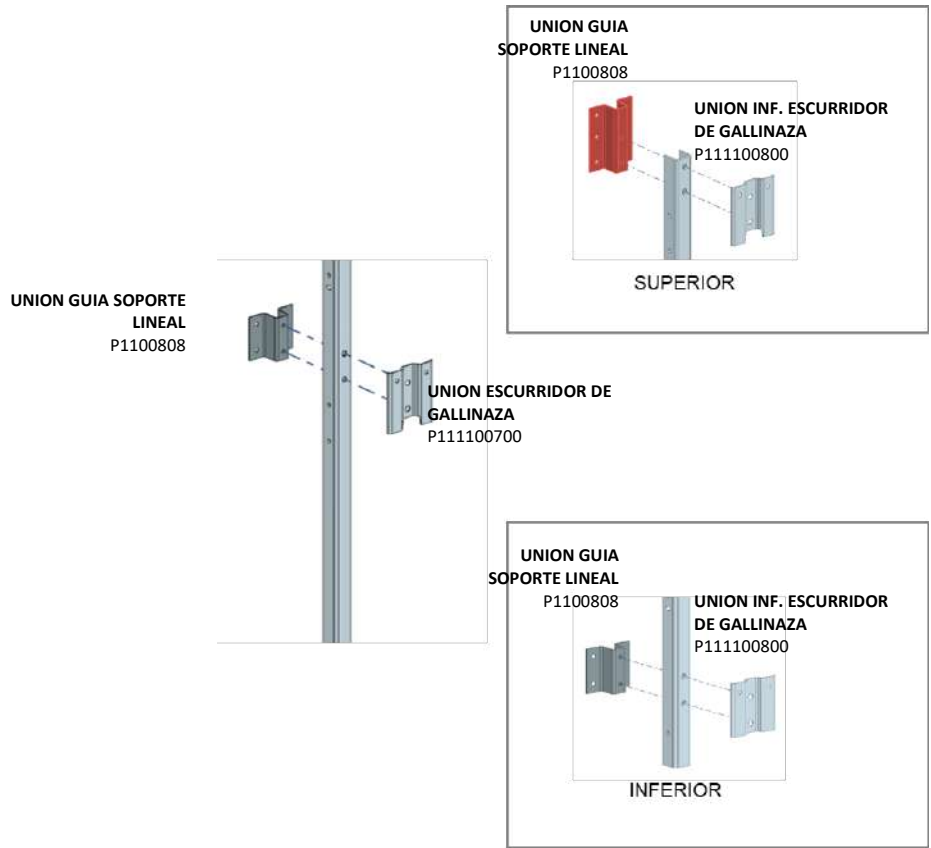 UNION GUIA
SOPORTE LINEAL
P1100808
UNION INF. ESCURRIDOR
DE GALLINAZA
P111100800
SUPERIOR
UNION GUIA SOPORTE
LINEAL
P1100808
UNION ESCURRIDOR DE
GALLINAZA
P111100700
UNION GUIA
SOPORTE LINEAL
P1100808
UNION INF. ESCURRIDOR
DE GALLINAZA
P111100800
INFERIOR